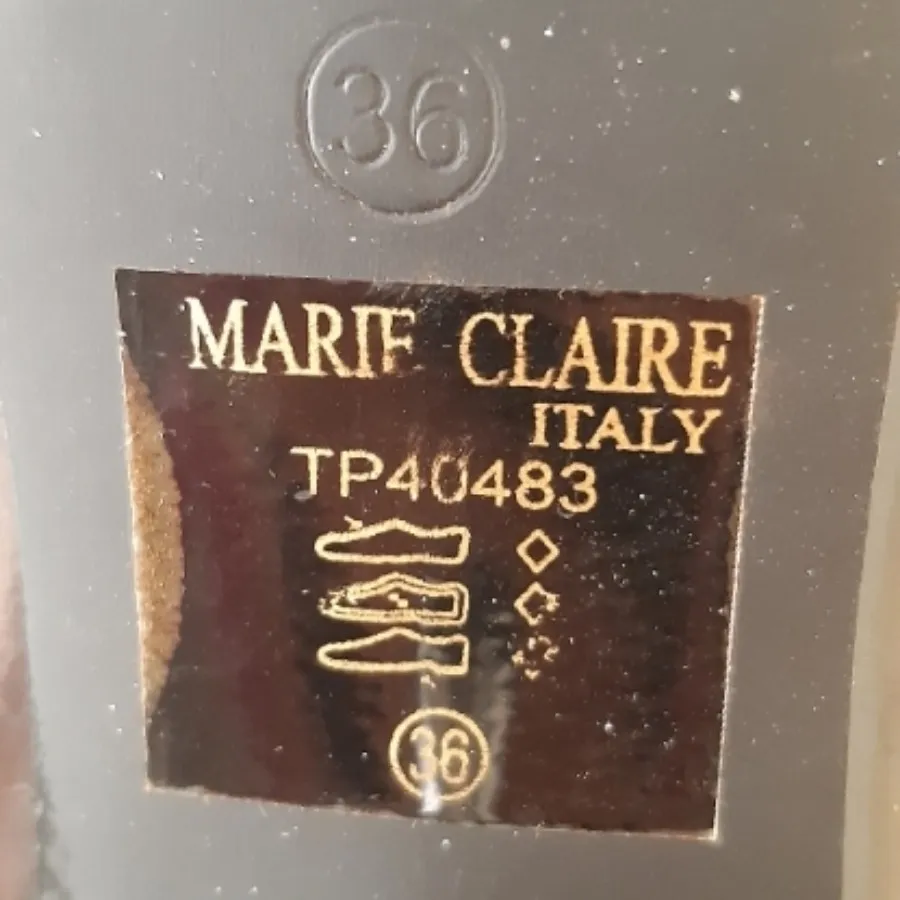 36
MARIE CLAIRE
ITALY
TP40483
36